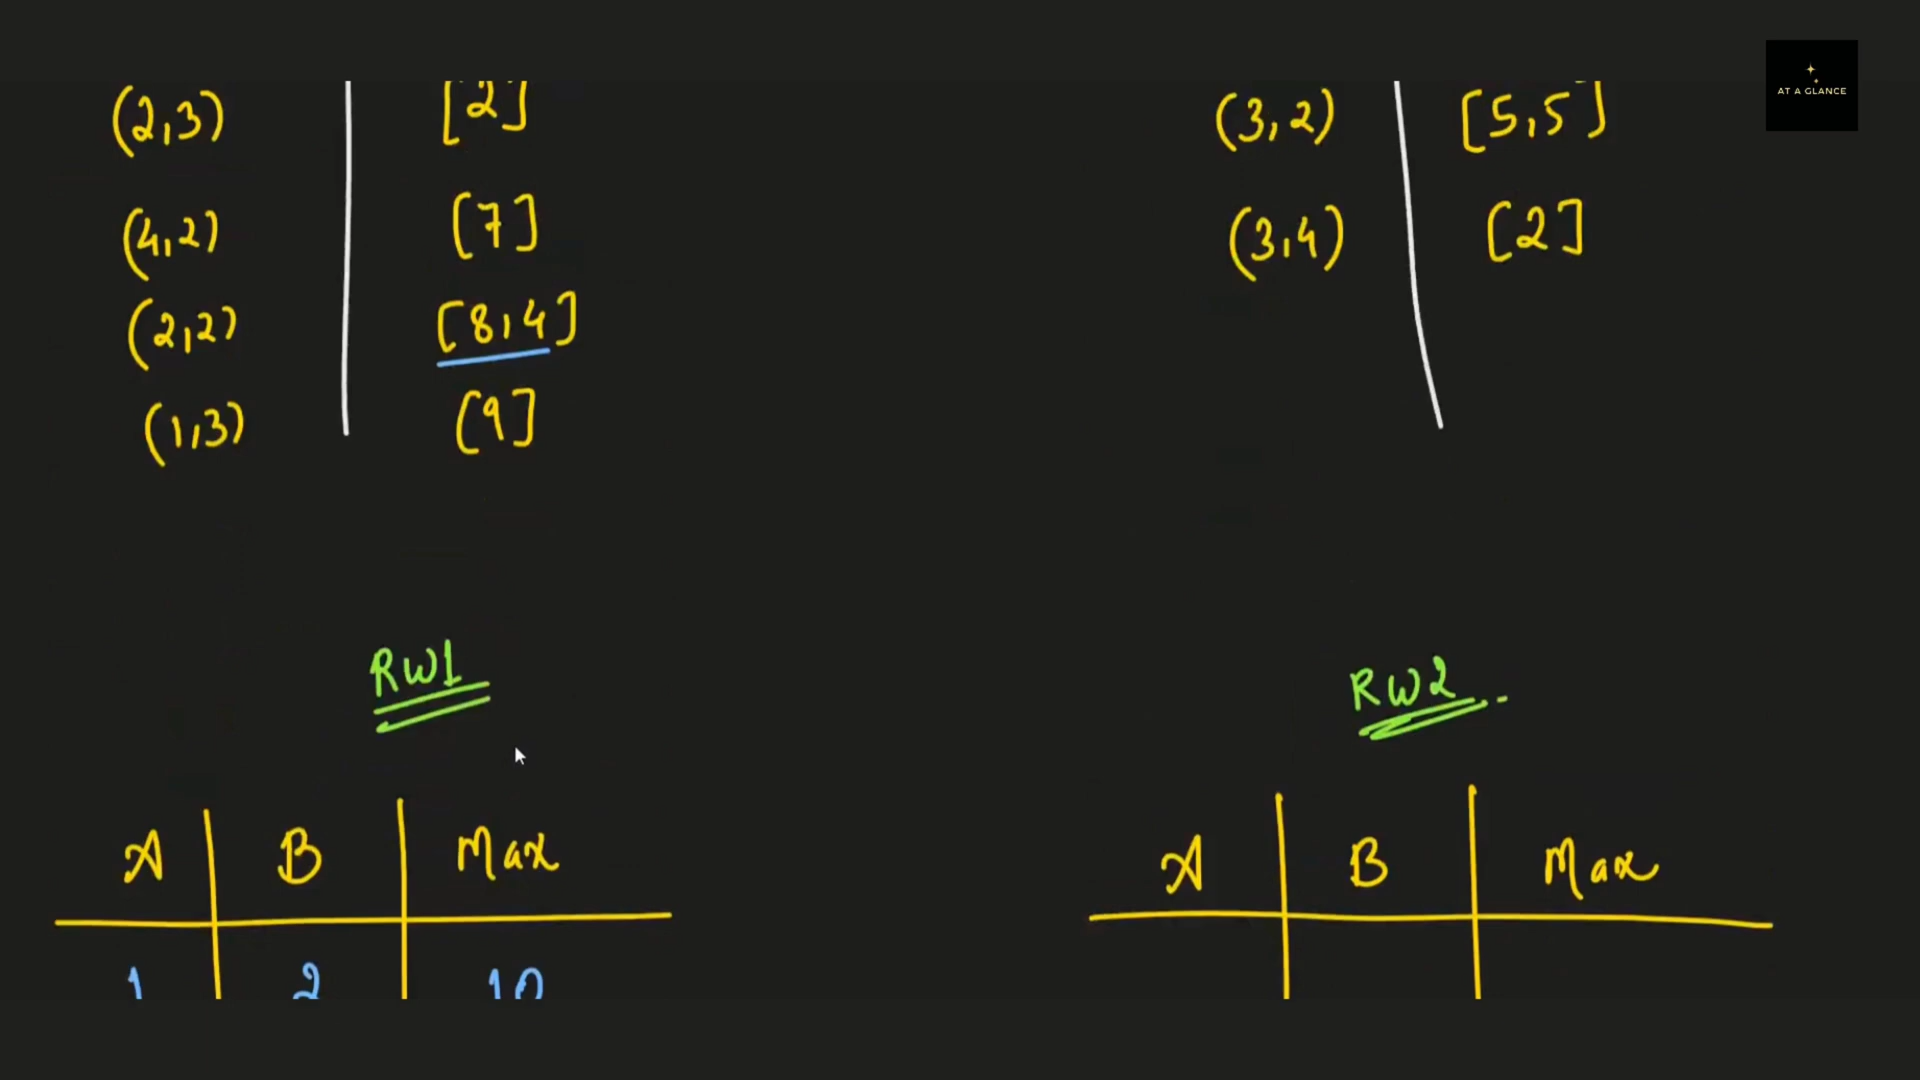 AT A GLANCE
(2,3) [2] (3,2) [5,5]
(4,2) [7] (3,4) [2]
(2,2) [8,4]
(1,3) [9]
RW1 RW2
A B Max A B Max
1 2 10